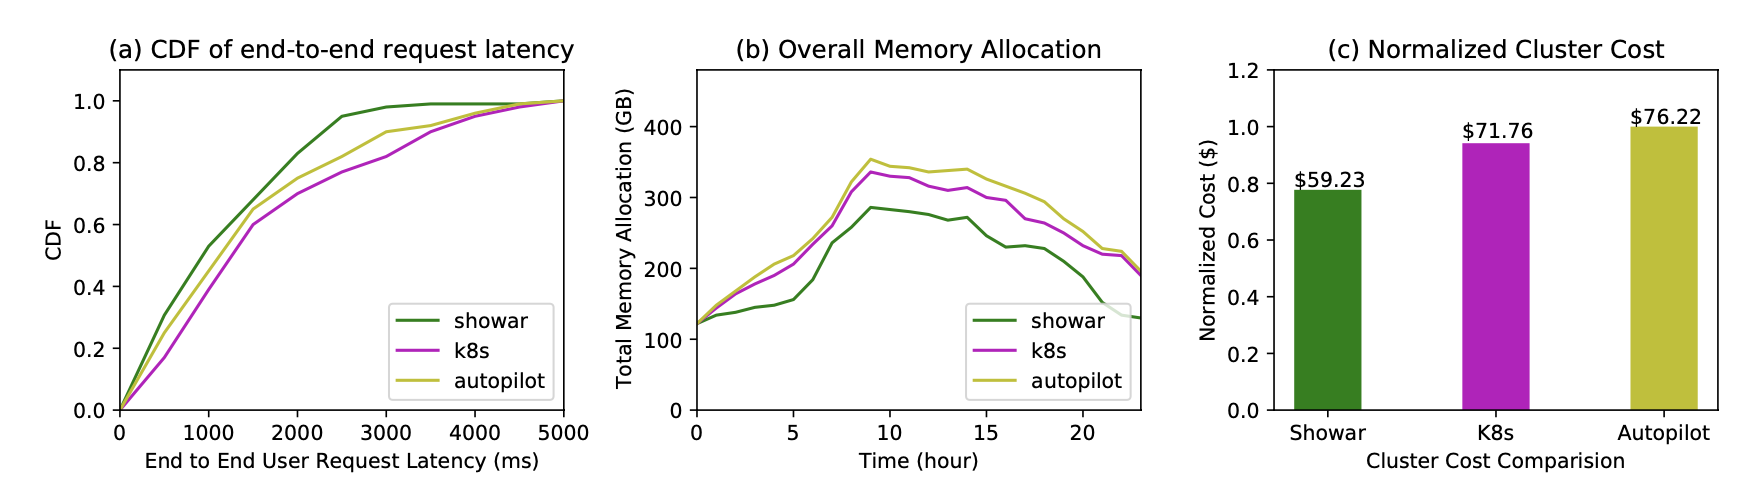 (a) CDF of end-to-end request latency
CDF
1.0
0.8
0.6
0.4
0.2
0.0
0 1000 2000 3000 4000 5000
End to End User Request Latency (ms)
showar
k8s
autopilot
(b) Overall Memory Allocation
Total Memory Allocation (GB)
400
300
200
100
0
0 5 10 15 20
Time (hour)
showar
k8s
autopilot
(c) Normalized Cluster Cost
Normalized Cost ($)
1.2
1.0
0.8
0.6
0.4
0.2
0.0
$59.23
$71.76
$76.22
Showar K8s Autopilot
Cluster Cost Comparision